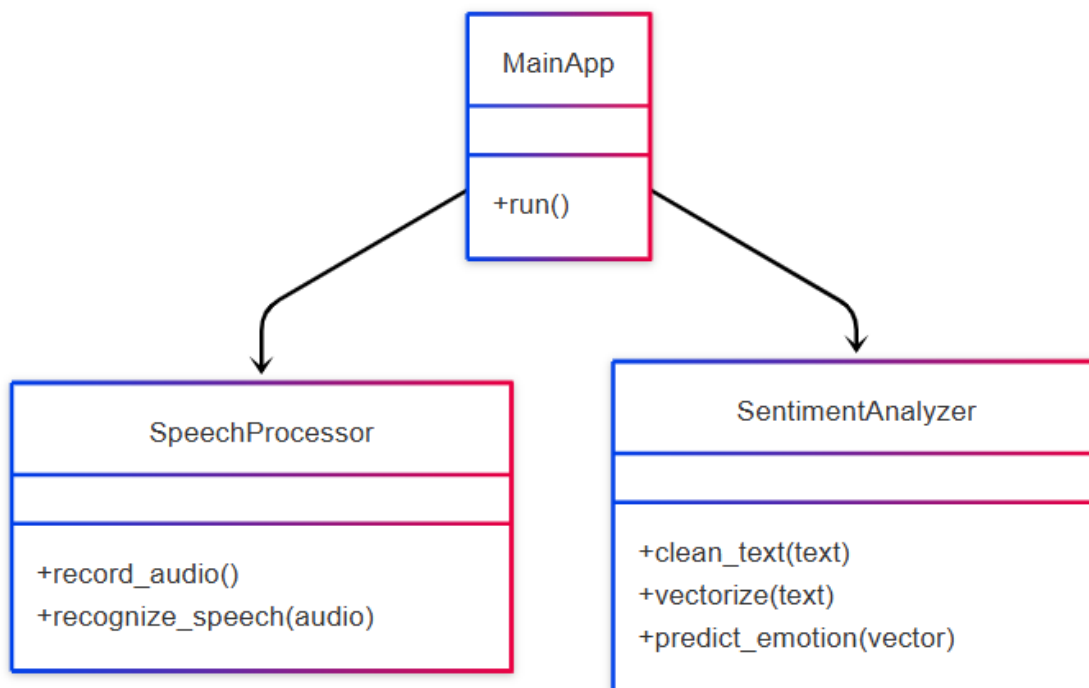 MainApp
+run()
SpeechProcessor
+record_audio()
+recognize_speech(audio)
SentimentAnalyzer
+clean_text(text)
+vectorize(text)
+predict_emotion(vector)